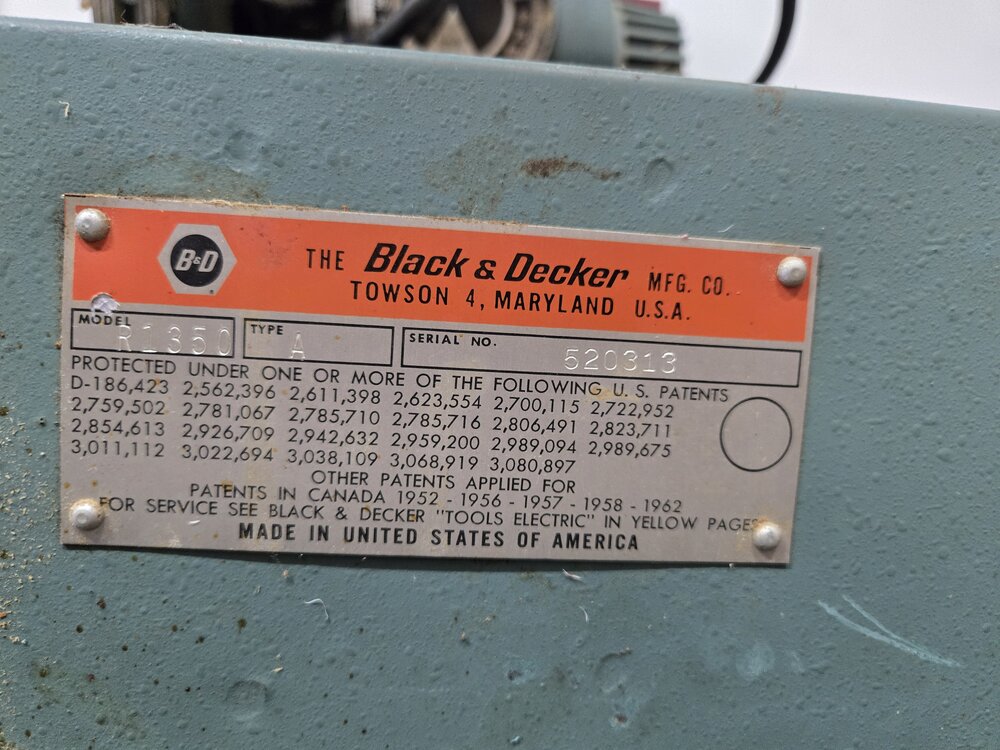 B&D
THE Black & Decker MFG. CO.
TOWSON 4, MARYLAND U.S.A.
MODEL R1350 TYPE A SERIAL NO. 520313
PROTECTED UNDER ONE OR MORE OF THE FOLLOWING U. S. PATENTS
D-186,423 2,562,396 2,611,398 2,623,554 2,700,115 2,722,952
2,759,502 2,781,067 2,785,710 2,785,716 2,806,491 2,823,711
2,854,613 2,926,709 2,942,632 2,959,200 2,989,094 2,989,675
3,011,112 3,022,694 3,038,109 3,068,919 3,080,897
OTHER PATENTS APPLIED FOR
PATENTS IN CANADA 1952 - 1956 - 1957 - 1958 - 1962
FOR SERVICE SEE BLACK & DECKER "TOOLS ELECTRIC" IN YELLOW PAGES
MADE IN UNITED STATES OF AMERICA